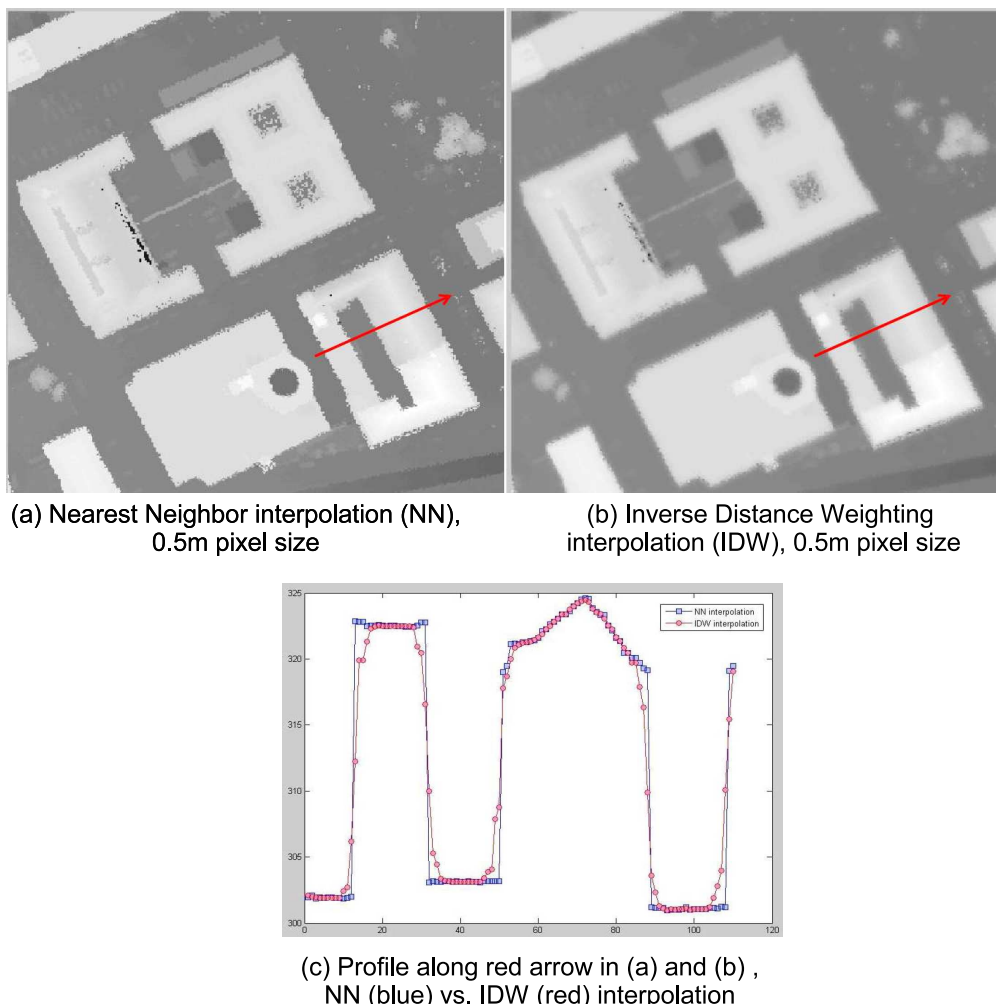 (a) Nearest Neighbor interpolation (NN),
0.5m pixel size
(b) Inverse Distance Weighting
interpolation (IDW), 0.5m pixel size
325
320
315
310
305
300
0
20
40
60
80
100
120
NN interpolation
IDW interpolation
(c) Profile along red arrow in (a) and (b) ,
NN (blue) vs. IDW (red) interpolation